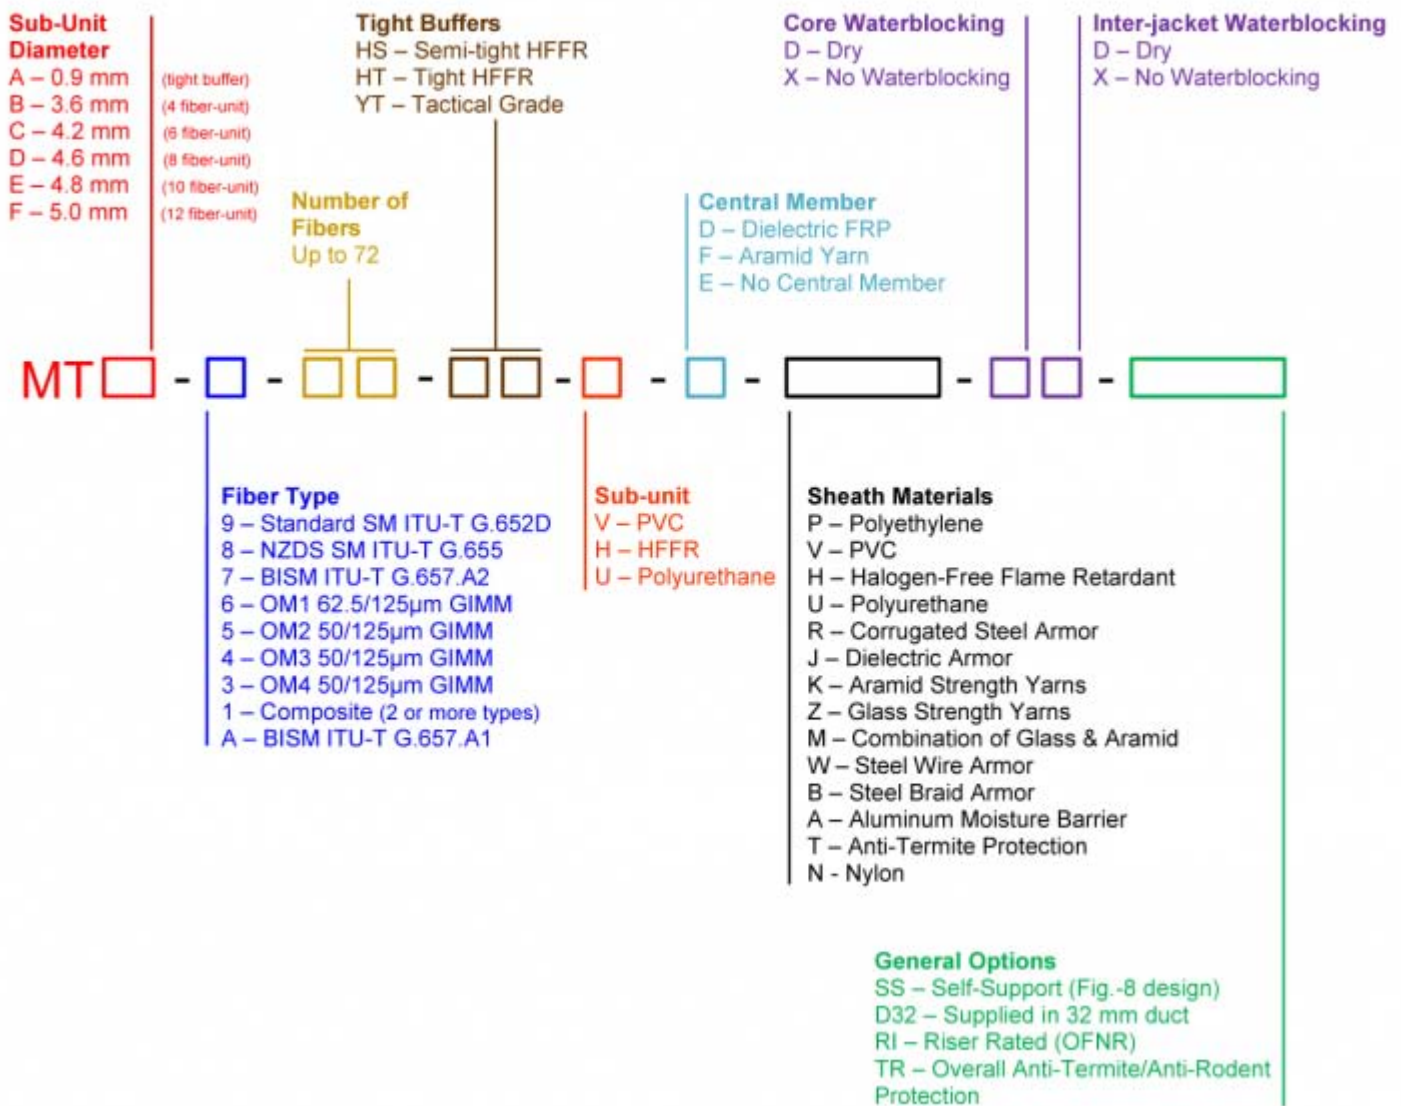 Sub-Unit
Diameter
A – 0.9 mm (tight buffer)
B – 3.6 mm (4 fiber-unit)
C – 4.2 mm (6 fiber-unit)
D – 4.6 mm (8 fiber-unit)
E – 4.8 mm (10 fiber-unit)
F – 5.0 mm (12 fiber-unit)
Number of
Fibers
Up to 72
Tight Buffers
HS – Semi-tight HFFR
HT – Tight HFFR
YT – Tactical Grade
Central Member
D – Dielectric FRP
F – Aramid Yarn
E – No Central Member
Core Waterblocking
D – Dry
X – No Waterblocking
Inter-jacket Waterblocking
D – Dry
X – No Waterblocking
MT - - - - - - - -
Fiber Type
9 – Standard SM ITU-T G.652D
8 – NZDS SM ITU-T G.655
7 – BISM ITU-T G.657.A2
6 – OM1 62.5/125µm GIMM
5 – OM2 50/125µm GIMM
4 – OM3 50/125µm GIMM
3 – OM4 50/125µm GIMM
1 – Composite (2 or more types)
A – BISM ITU-T G.657.A1
Sub-unit
V – PVC
H – HFFR
U – Polyurethane
Sheath Materials
P – Polyethylene
V – PVC
H – Halogen-Free Flame Retardant
U – Polyurethane
R – Corrugated Steel Armor
J – Dielectric Armor
K – Aramid Strength Yarns
Z – Glass Strength Yarns
M – Combination of Glass & Aramid
W – Steel Wire Armor
B – Steel Braid Armor
A – Aluminum Moisture Barrier
T – Anti-Termite Protection
N - Nylon
General Options
SS – Self-Support (Fig.-8 design)
D32 – Supplied in 32 mm duct
RI – Riser Rated (OFNR)
TR – Overall Anti-Termite/Anti-Rodent
Protection